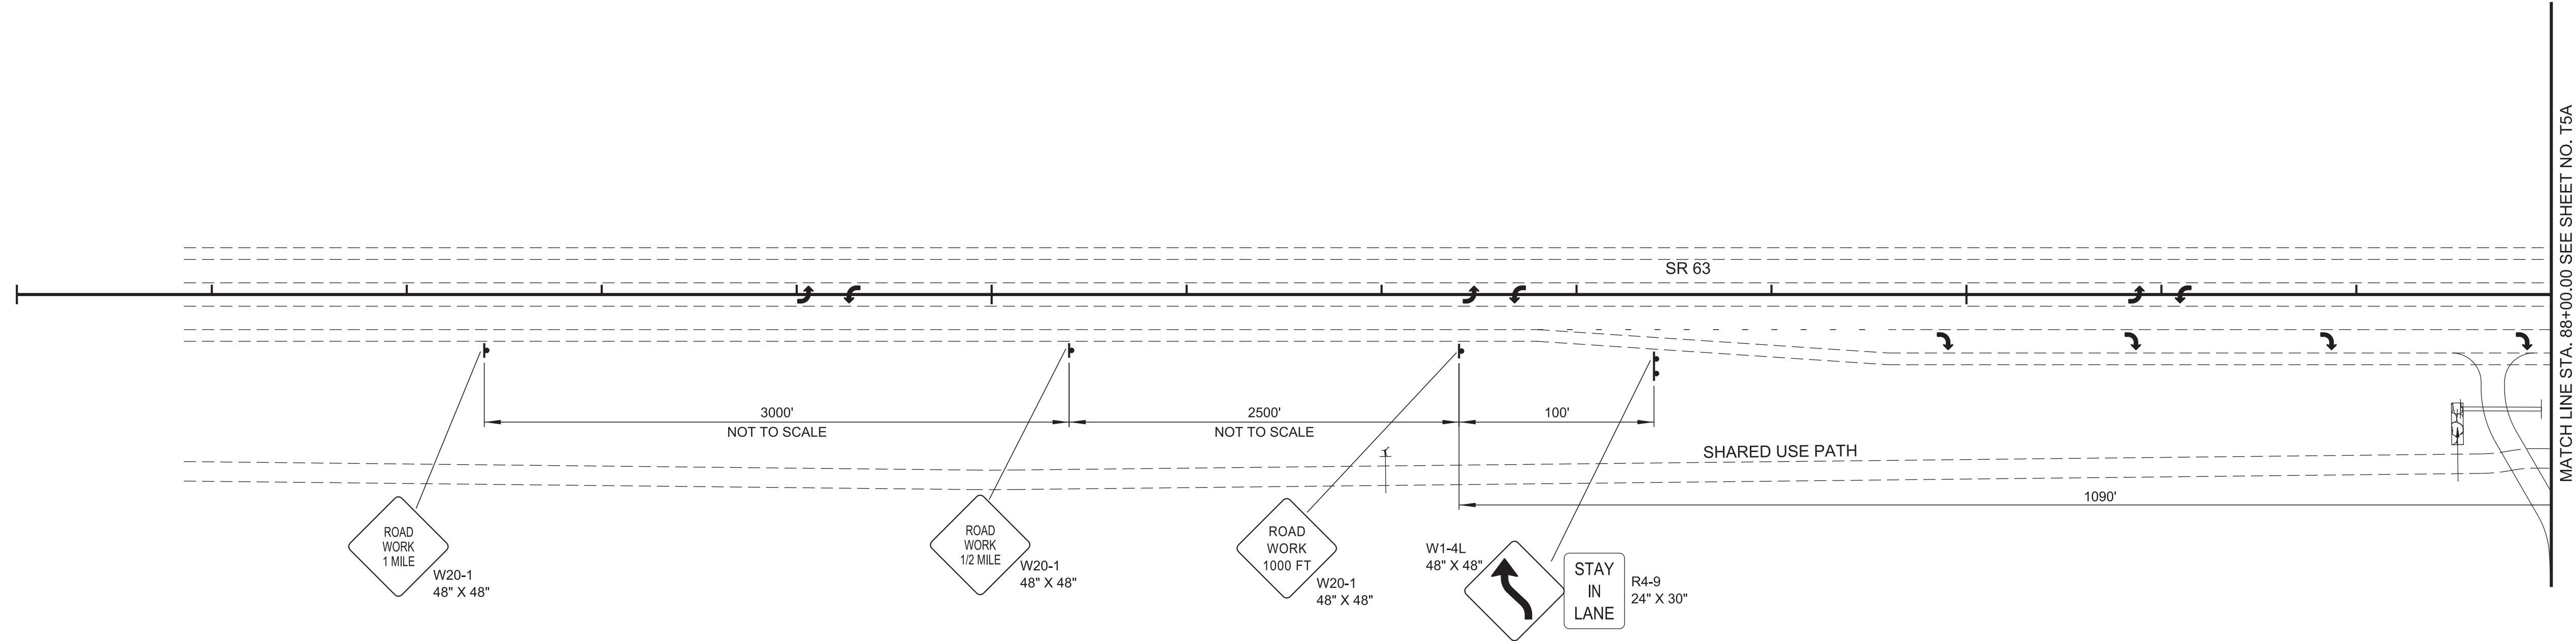 SR 63
3000'
NOT TO SCALE
2500'
NOT TO SCALE
100'
SHARED USE PATH
1090'
ROAD
WORK
1 MILE
W20-1
48" X 48"
ROAD
WORK
1/2 MILE
W20-1
48" X 48"
ROAD
WORK
1000 FT
W20-1
48" X 48"
W1-4L
48" X 48"
STAY
IN
LANE
R4-9
24" X 30"
MATCH LINE STA. 88+00.00 SEE SHEET NO. T5A